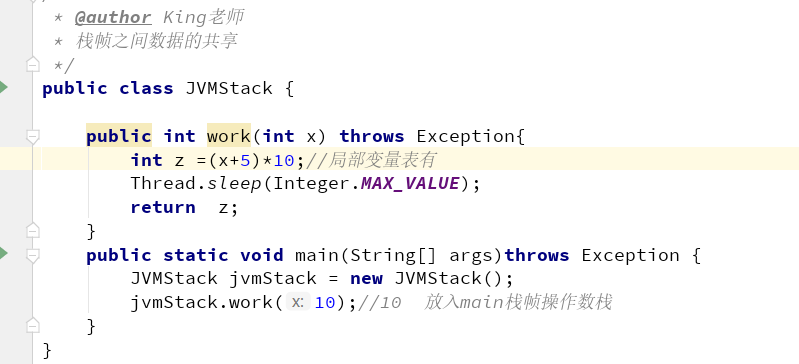 * @author King老师
* 栈帧之间数据的共享
*/
public class JVMStack {
public int work(int x) throws Exception{
int z =(x+5)*10;//局部变量表有
Thread.sleep(Integer.MAX_VALUE);
return  z;
}
public static void main(String[] args)throws Exception {
JVMStack jvmStack = new JVMStack();
jvmStack.work( x: 10);//10  放入main栈帧操作数栈
}
}